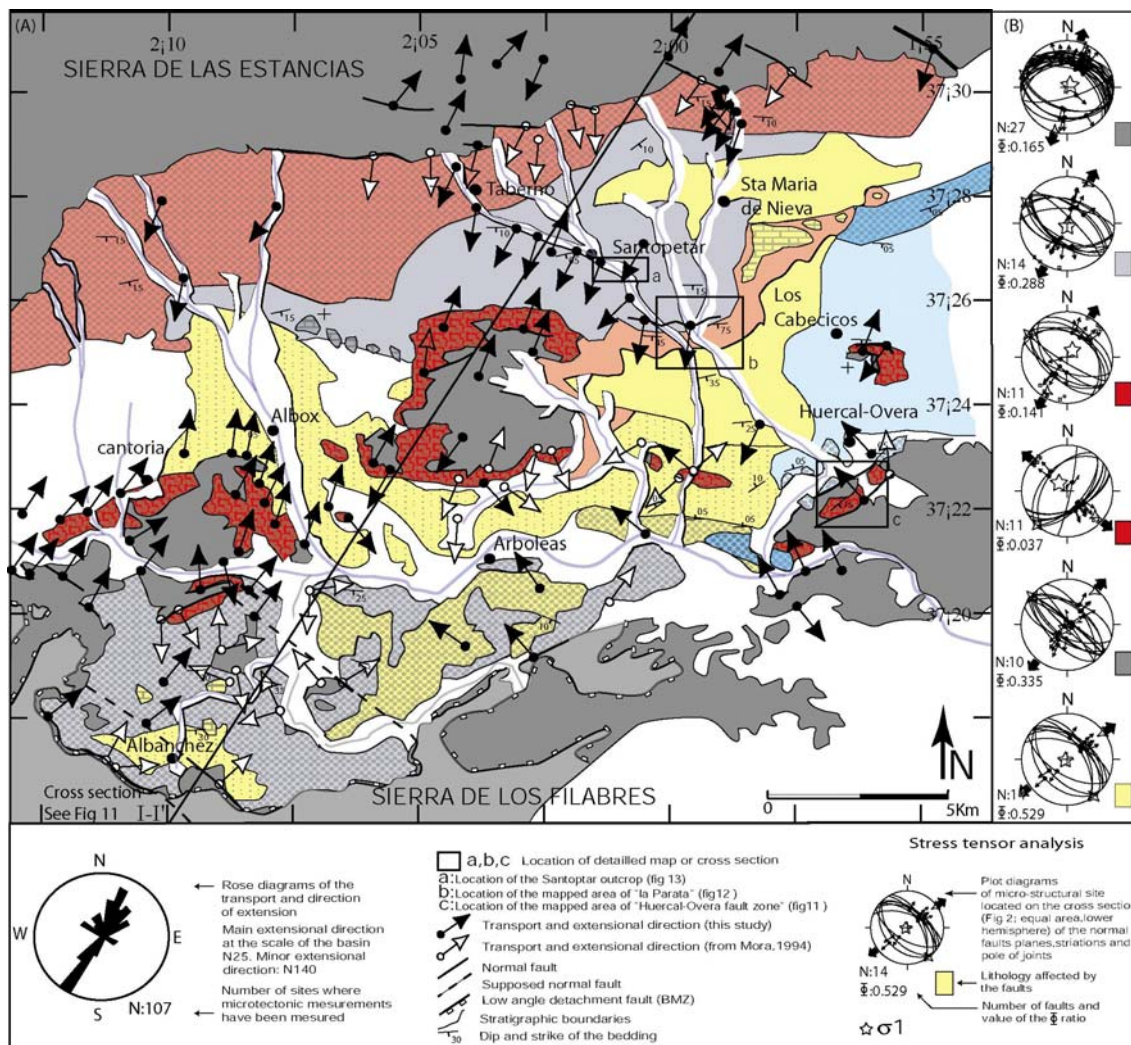 (A)
2¡10
2¡05
2¡00
1¡55
SIERRA DE LAS ESTANCIAS
37¡30
Taberno
Sta Maria
de Nieva
37¡28
Santopetar
a
37¡26
Los
Cabecicos
b
37¡24
Albox
Huercal-Overa
cantoria
37¡22
c
Arboleas
37¡20
Albanchez
SIERRA DE LOS FILABRES
N
0 5Km
Cross section
See Fig 11 I-I'
(B)
N
N:27
Φ:0.165
N
N:14
Φ:0.288
N
N:11
Φ:0.141
N
N:11
Φ:0.037
N
N:10
Φ:0.335
N
Φ:0.529
N
W E
S
N:107
Rose diagrams of the
transport and direction
of extension
Main extensional direction
at the scale of the basin
N25. Minor extensional
direction: N140
Number of sites where
microtectonic mesurements
have been mesured
a,b,c Location of detailled map or cross section
a:Location of the Santoptar outcrop (fig 13)
b:Location of the mapped area of "la Parata" (fig12 )
c:Location of the mapped area of "Huercal-Overa fault zone" (fig11 )
Transport and extensional direction (this study)
Transport and extensional direction (from Mora,1994)
Normal fault
Supposed normal fault
Low angle detachment fault (BMZ)
Stratigraphic boundaries
30 Dip and strike of the bedding
Stress tensor analysis
N
N:14
Φ:0.529
σ1
Plot diagrams
of micro-structural site
located on the cross sectio
(Fig 2; equal area,lower
hemisphere) of the normal
faults planes,striations and
pole of joints
Lithology affected by
the faults
Number of faults and
value of the Φ ratio